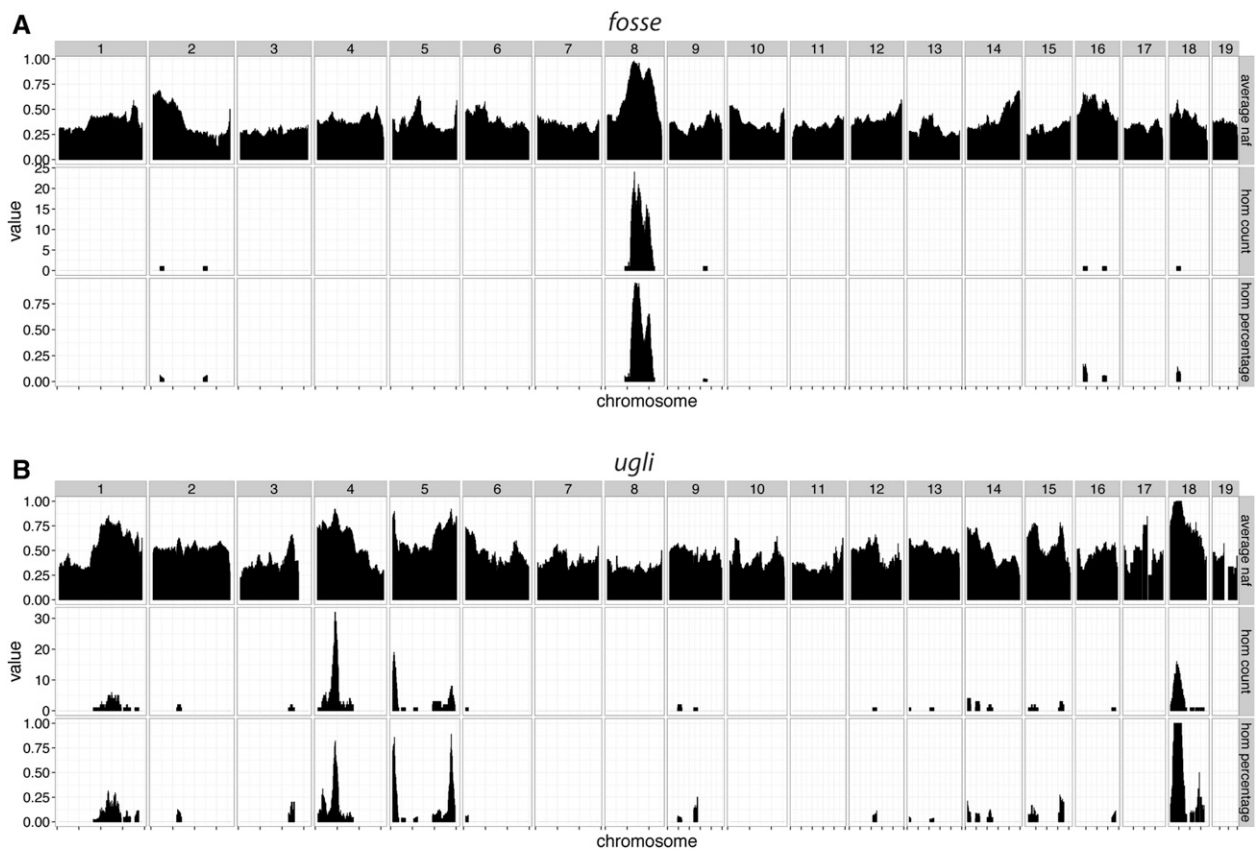 A
fosse
1 2 3 4 5 6 7 8 9 10 11 12 13 14 15 16 17 18 19
1.00
0.75
0.50
0.25
0.00
average naf
25
20
15
10
5
0
hom count
value
0.75
0.50
0.25
0.00
hom percentage
chromosome
B
ugli
1 2 3 4 5 6 7 8 9 10 11 12 13 14 15 16 17 18 19
1.00
0.75
0.50
0.25
0.00
average naf
30
20
10
0
hom count
value
1.00
0.75
0.50
0.25
0.00
hom percentage
chromosome